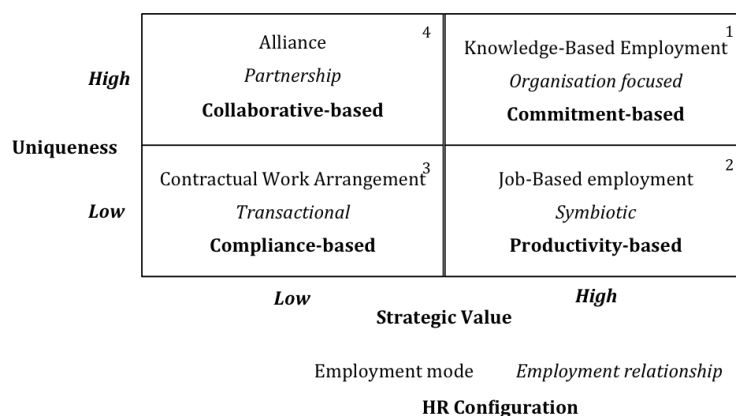 Alliance
4
Partnership
Collaborative-based
Knowledge-Based Employment
1
Organisation focused
Commitment-based
High
Uniqueness
Contractual Work Arrangement
3
Transactional
Compliance-based
Job-Based employment
2
Symbiotic
Productivity-based
Low
Low
High
Strategic Value
Employment mode Employment relationship
HR Configuration